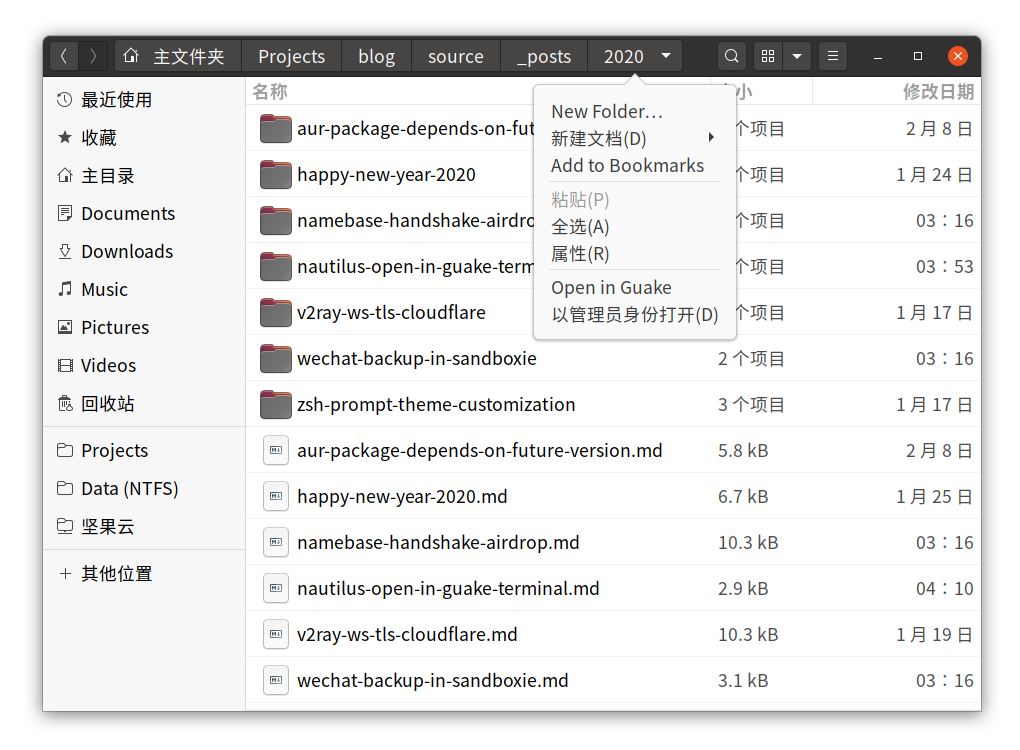 主文件夹 Projects blog source _posts 2020
最近使用
收藏
主目录
Documents
Downloads
Music
Pictures
Videos
回收站
Projects
Data (NTFS)
坚果云
其他位置
名称 小 修改日期
aur-package-depends-on-fut 个项目 2 月 8 日
happy-new-year-2020 个项目 1 月 24 日
namebase-handshake-airdro 个项目 03：16
nautilus-open-in-guake-term 个项目 03：53
v2ray-ws-tls-cloudflare 个项目 1 月 17 日
wechat-backup-in-sandboxie 2 个项目 03：16
zsh-prompt-theme-customization 3 个项目 1 月 17 日
aur-package-depends-on-future-version.md 5.8 kB 2 月 8 日
happy-new-year-2020.md 6.7 kB 1 月 25 日
namebase-handshake-airdrop.md 10.3 kB 03：16
nautilus-open-in-guake-terminal.md 2.9 kB 04：10
v2ray-ws-tls-cloudflare.md 10.3 kB 1 月 19 日
wechat-backup-in-sandboxie.md 3.1 kB 03：16
New Folder…
新建文档(D)
Add to Bookmarks
粘贴(P)
全选(A)
属性(R)
Open in Guake
以管理员身份打开(D)